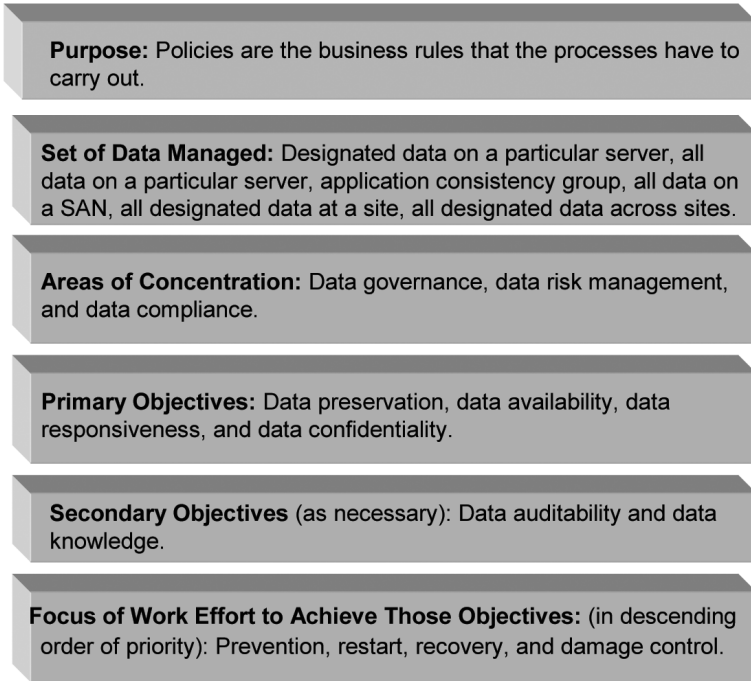 Purpose: Policies are the business rules that the processes have to
carry out.
Set of Data Managed: Designated data on a particular server, all
data on a particular server, application consistency group, all data on
a SAN, all designated data at a site, all designated data across sites.
Areas of Concentration: Data governance, data risk management,
and data compliance.
Primary Objectives: Data preservation, data availability, data
responsiveness, and data confidentiality.
Secondary Objectives (as necessary): Data auditability and data
knowledge.
Focus of Work Effort to Achieve Those Objectives: (in descending
order of priority): Prevention, restart, recovery, and damage control.